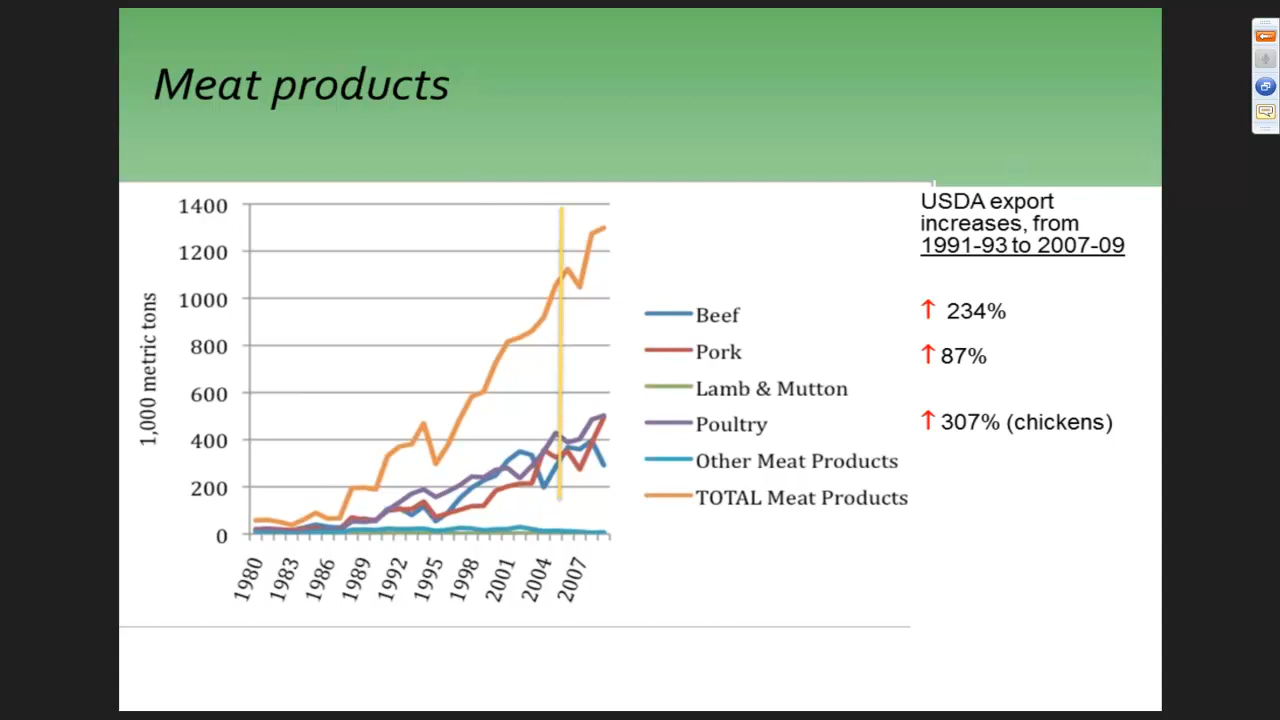 Meat products
USDA export
increases, from
1991-93 to 2007-09
1400
1200
1000
800
600
400
200
0
1,000 metric tons
1980
1983
1986
1989
1992
1995
1998
2001
2004
2007
Beef
Pork
Lamb & Mutton
Poultry
Other Meat Products
TOTAL Meat Products
↑ 234%
↑ 87%
↑ 307% (chickens)